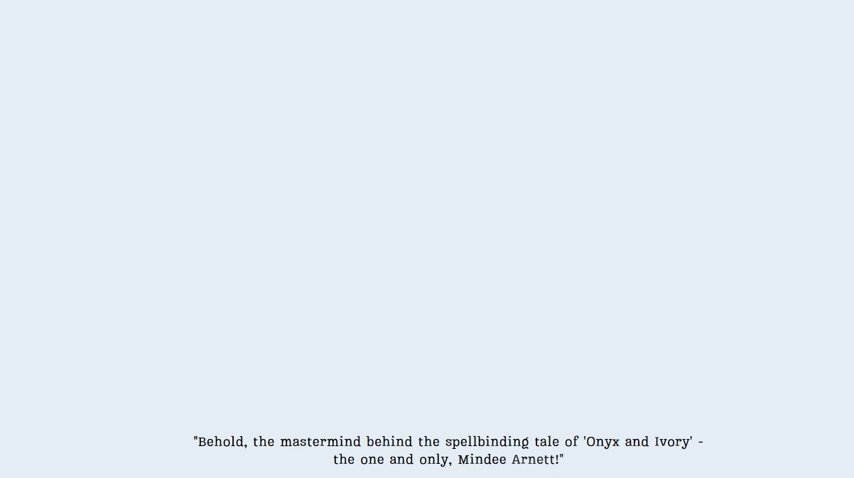 "Behold, the mastermind behind the spellbinding tale of 'Onyx and Ivory' -
the one and only, Mindee Arnett!"